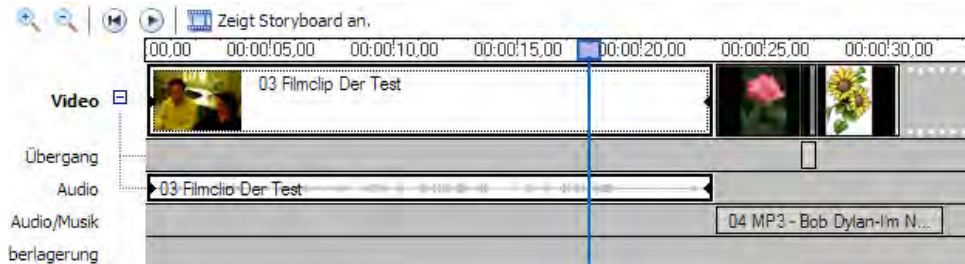 Zeigt Storyboard an.
00,00 00:00:05,00 00:00:10,00 00:00:15,00 00:00:20,00 00:00:25,00 00:00:30,00
Video 03 Filmclip Der Test
Übergang
Audio 03 Filmclip Der Test
Audio/Musik 04 MP3 - Bob Dylan-I'm N...
berlagerung